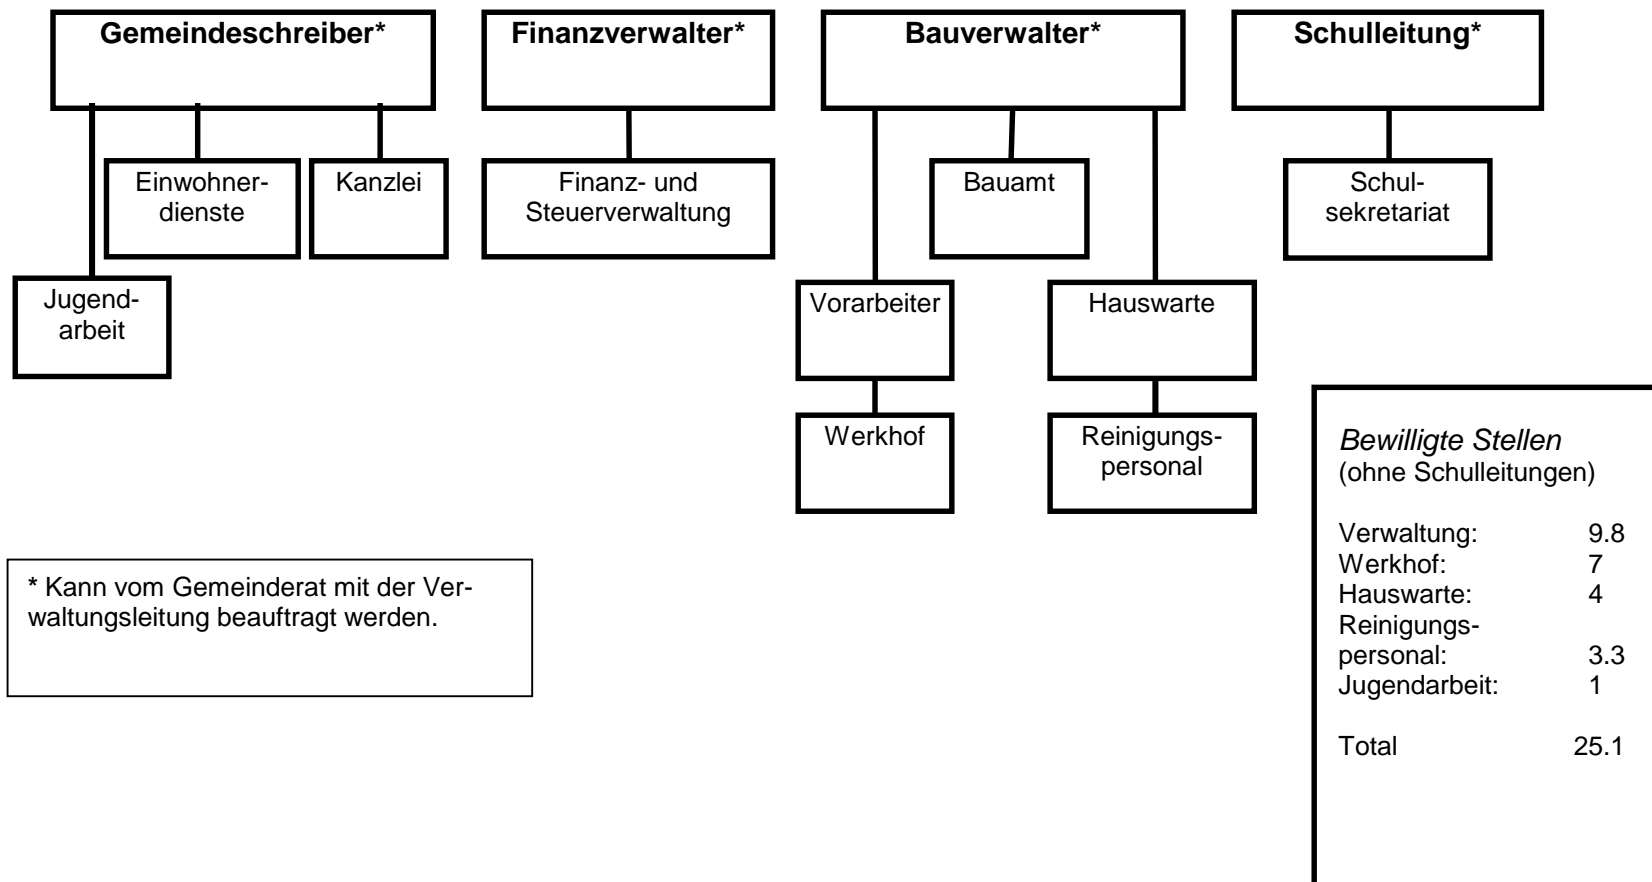 Gemeindeschreiber*
Finanzverwalter*
Bauverwalter*
Schulleitung*
Einwohner-
dienste
Kanzlei
Finanz- und
Steuerverwaltung
Bauamt
Schul-
sekretariat
Jugend-
arbeit
Vorarbeiter
Hauswarte
Werkhof
Reinigungs-
personal
* Kann vom Gemeinderat mit der Ver-
waltungsleitung beauftragt werden.
Bewilligte Stellen
(ohne Schulleitungen)
Verwaltung: 9.8
Werkhof: 7
Hauswarte: 4
Reinigungs-
personal: 3.3
Jugendarbeit: 1
Total 25.1